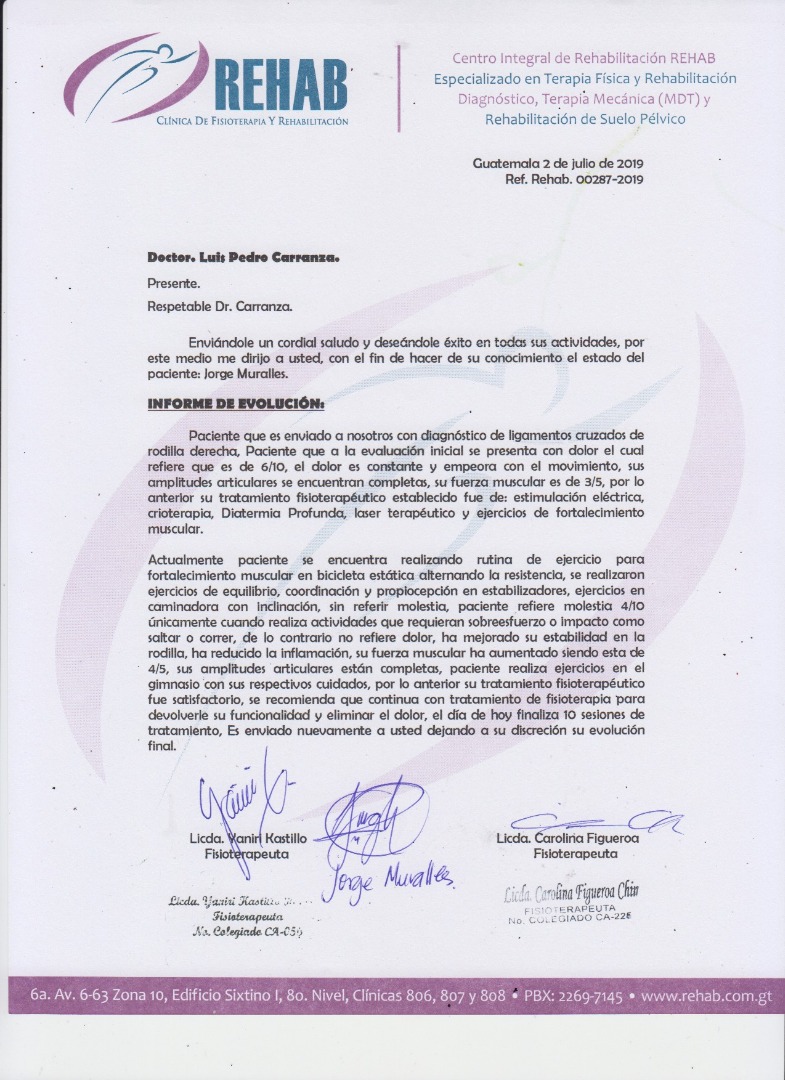 REHAB
CLÍNICA DE FISIOTERAPIA Y REHABILITACIÓN
Centro Integral de Rehabilitación REHAB
Especializado en Terapia Física y Rehabilitación
Diagnóstico, Terapia Mecánica (MDT) y
Rehabilitación de Suelo Pélvico
Guatemala 2 de julio de 2019
Ref. Rehab. 00287-2019
Doctor. Luis Pedro Carranza.
Presente.
Respetable Dr. Carranza.
Enviándole un cordial saludo y deseándole éxito en todas sus actividades, por
este medio me dirijo a usted, con el fin de hacer de su conocimiento el estado del
paciente: Jorge Muralles.
INFORME DE EVOLUCIÓN:
Paciente que es enviado a nosotros con diagnóstico de ligamentos cruzados de
rodilla derecha, Paciente que a la evaluación inicial se presenta con dolor el cual
refiere que es de 6/10, el dolor es constante y empeora con el movimiento, sus
amplitudes articulares se encuentran completas, su fuerza muscular es de 3/5, por lo
anterior su tratamiento fisioterapéutico establecido fue de: estimulación eléctrica,
crioterapia, Diatermia Profunda, laser terapéutico y ejercicios de fortalecimiento
muscular.
Actualmente paciente se encuentra realizando rutina de ejercicio para
fortalecimiento muscular en bicicleta estática alternando la resistencia, se realizaron
ejercicios de equilibrio, coordinación y propiocepción en estabilizadores, ejercicios en
caminadora con inclinación, sin referir molestia, paciente refiere molestia 4/10
únicamente cuando realiza actividades que requieran sobreesfuerzo o impacto como
saltar o correr, de lo contrario no refiere dolor, ha mejorado su estabilidad en la
rodilla, ha reducido la inflamación, su fuerza muscular ha aumentado siendo esta de
4/5, sus amplitudes articulares están completas, paciente realiza ejercicios en el
gimnasio con sus respectivos cuidados, por lo anterior su tratamiento fisioterapéutico
fue satisfactorio, se recomienda que continua con tratamiento de fisioterapia para
devolverle su funcionalidad y eliminar el dolor, el día de hoy finaliza 10 sesiones de
tratamiento, Es enviado nuevamente a usted dejando a su discreción su evolución
final.
Licda. Yaniri Kastillo
Fisioterapeuta
Jorge Muralles
Licda. Carolina Figueroa
Fisioterapeuta
Licda. Yaniri Kastillo
Fisioterapeuta
No. Colegiado CA-059
Licda. Carolina Figueroa Chin
FISIOTERAPEUTA
No. COLEGIADO CA-228
6a. Av. 6-63 Zona 10, Edificio Sixtino I, 8o. Nivel, Clínicas 806, 807 y 808 • PBX: 2269-7145 • www.rehab.com.gt